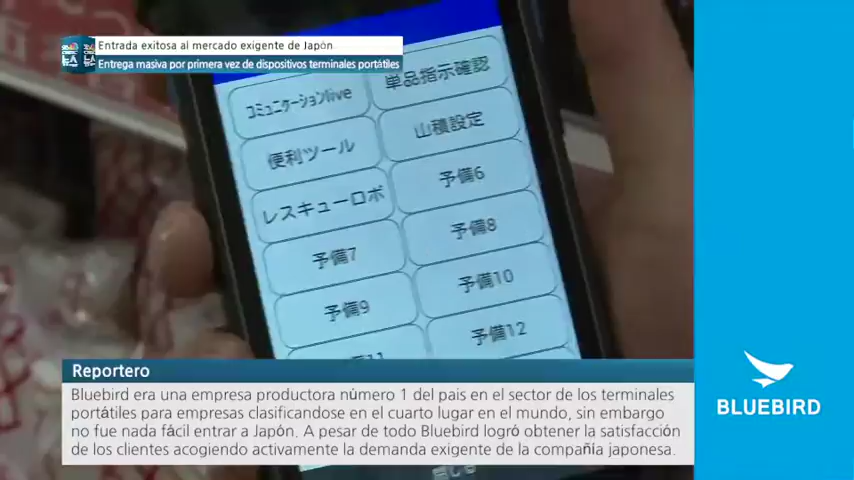 Entrada exitosa al mercado exigente de Japón
Entrega masiva por primera vez de dispositivos terminales portátiles
コミュニケーションlive
単品指示確認
便利ツール
山積設定
レスキューロボ
予備6
予備7
予備8
予備9
予備10
予備12
Reportero
Bluebird era una empresa productora número 1 del pais en el sector de los terminales
portátiles para empresas clasificandose en el cuarto lugar en el mundo, sin embargo
no fue nada fácil entrar a Japón. A pesar de todo Bluebird logró obtener la satisfacción
de los clientes acogiendo activamente la demanda exigente de la compañía japonesa.
BLUEBIRD